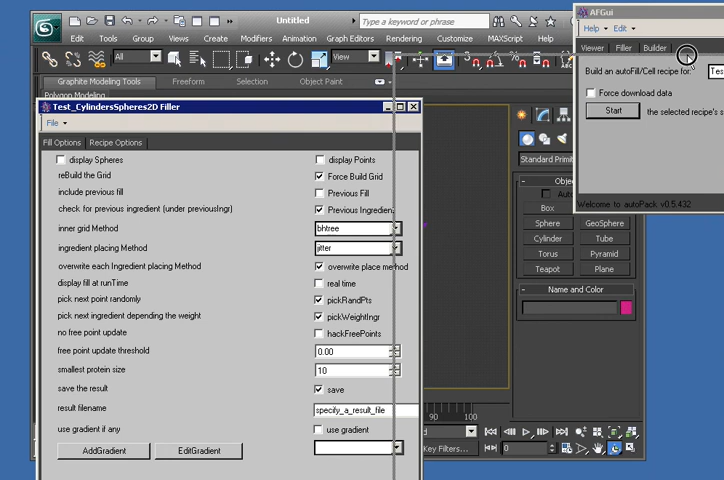 Untitled
Type a keyword or phrase
AFGui
Help
Edit
Edit
Tools
Group
Views
Create
Modifiers
Animation
Graph Editors
Rendering
Customize
MAXScript
Viewer
Filler
Builder
All
View
Build an autoFill/Cell recipe for:
Graphite Modeling Tools
Freeform
Selection
Object Paint
Force download data
Polygon Modeling
Test_CylindersSpheres2D Filler
Start
the selected recipe's
File
Fill Options
Recipe Options
display Spheres
display Points
Standard
reBuild the Grid
Force Build Grid
include previous fill
Previous Fill
check for previous ingredient (under previousIngr)
Box
Welcome to autoPack v0.5.432
inner grid Method
bhtree
Sphere
GeoSphere
ingredient placing Method
jitter
Cylinder
Tube
Torus
Pyramid
overwrite each Ingredient placing Method
overwrite place method
Teapot
Plane
display fill at runTime
real time
Name and Color
pick next point randomly
pickRandPts
pick next ingredient depending the weight
pickWeightIngr
no free point update
hackFreePoints
free point update threshold
0.00
smallest protein size
10
save the result
save
result filename
specify_a_result_file
90
100
use gradient if any
use gradient
AddGradient
EditGradient
Key Filters...
0